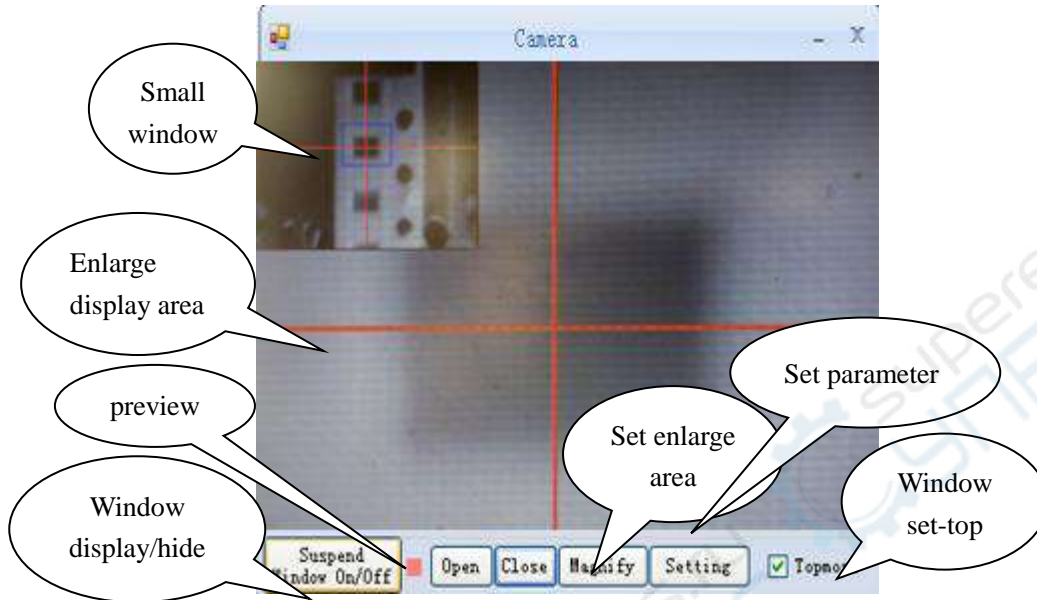 Camera
Small
window
Enlarge
display area
preview
Window
display/hide
Set enlarge
area
Set parameter
Window
set-top
Suspend
Window On/Off
Open
Close
Magnify
Setting